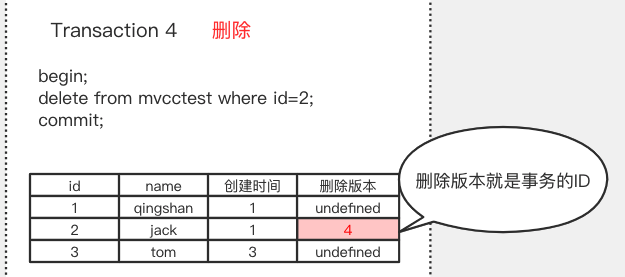 Transaction 4 删除
begin;
delete from mvcctest where id=2;
commit;
id name 创建时间 删除版本
1 qingshan 1 undefined
2 jack 1 4
3 tom 3 undefined
删除版本就是事务的ID